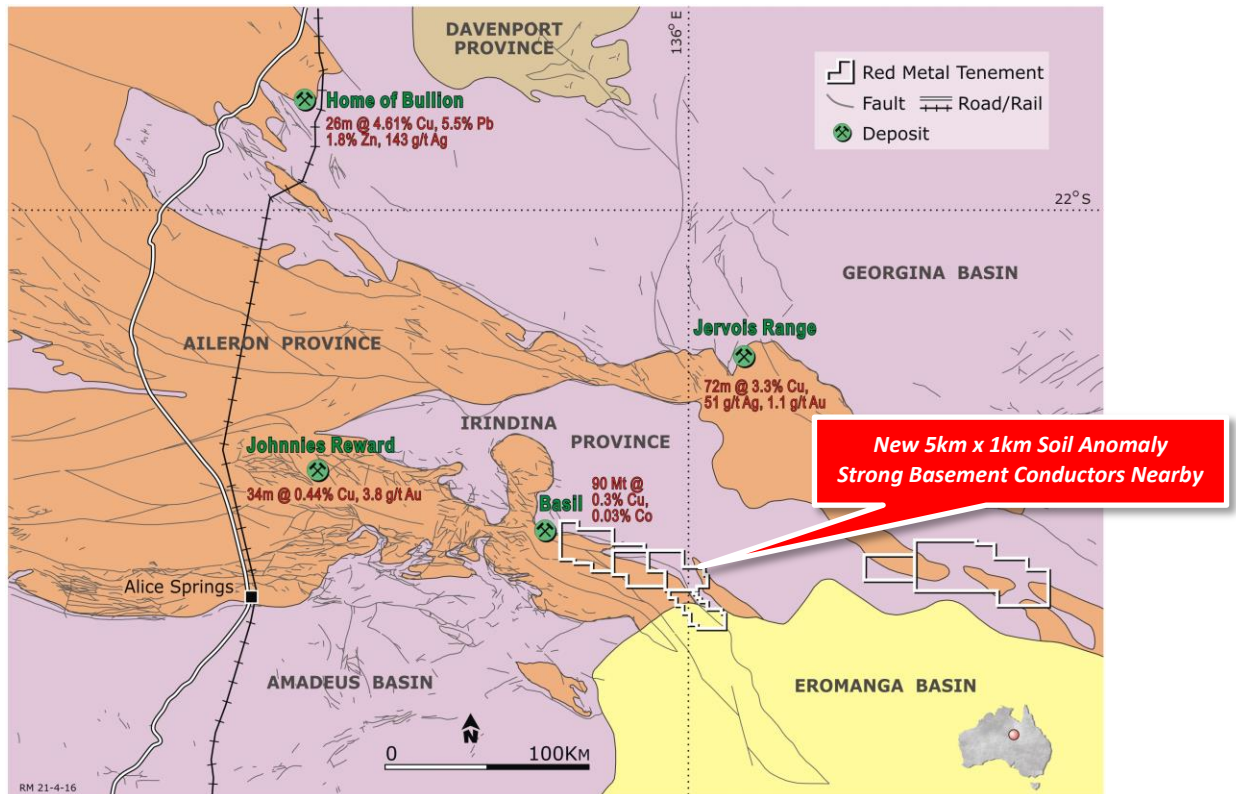 DAVENPORT
PROVINCE
136° E
Red Metal Tenement
Fault
Road/Rail
Deposit
Home of Bullion
26m @ 4.61% Cu, 5.5% Pb
1.8% Zn, 143 g/t Ag
22° S
GEORGINA BASIN
Jervois Range
72m @ 3.3% Cu,
51 g/t Ag, 1.1 g/t Au
AILERON PROVINCE
IRINDINA
PROVINCE
Johnnies Reward
34m @ 0.44% Cu, 3.8 g/t Au
New 5km x 1km Soil Anomaly
Strong Basement Conductors Nearby
Basil
90 Mt @
0.3% Cu,
0.03% Co
Alice Springs
AMADEUS BASIN
EROMANGA BASIN
N
0
100KM
RM 21-4-16